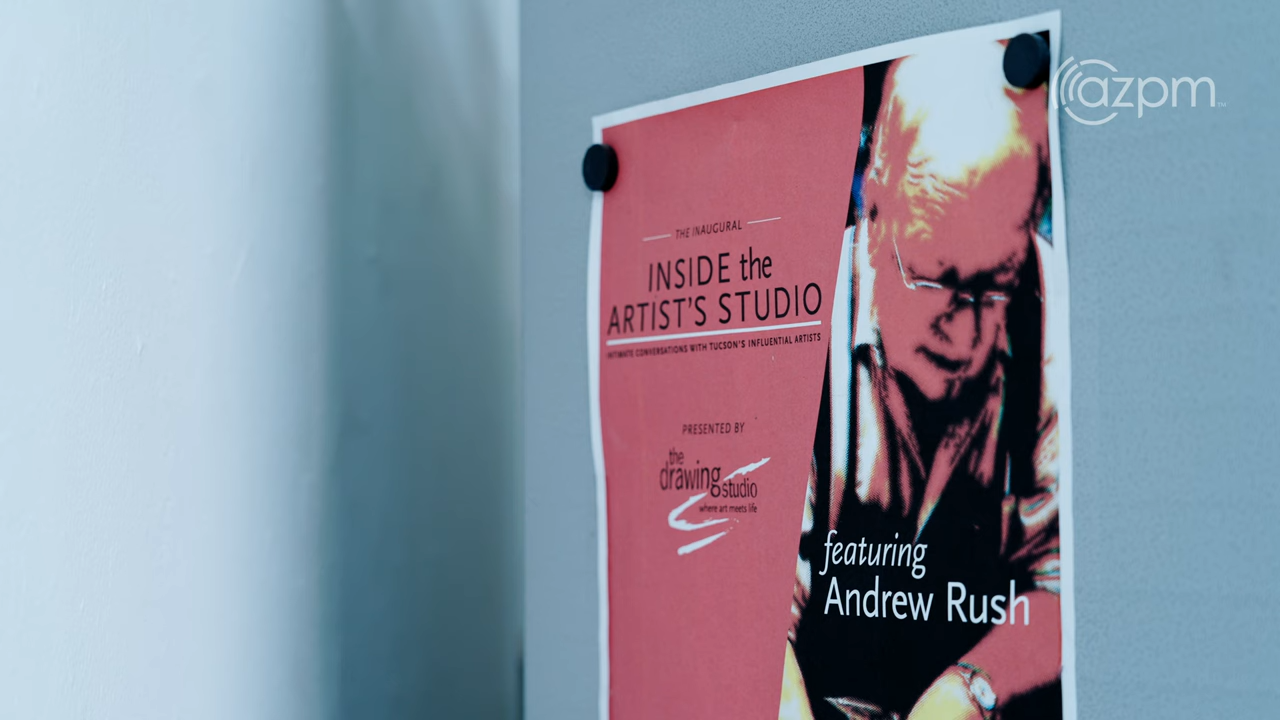 azpm
THE INAUGURAL
INSIDE the
ARTIST'S STUDIO
INTIMATE CONVERSATIONS WITH TUCSON'S INFLUENTIAL ARTISTS
PRESENTED BY
the
drawing
studio
where art meets life
featuring
Andrew Rush